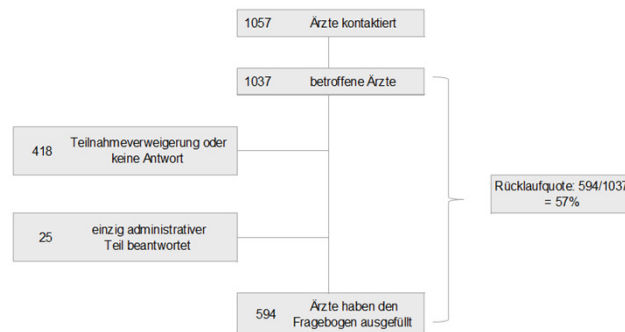 1057 Ärzte kontaktiert
1037 betroffene Ärzte
418 Teilnahmeverweigerung oder
keine Antwort
Rücklaufquote: 594/1037
= 57%
25 einzig administrativer
Teil beantwortet
594 Ärzte haben den
Fragebogen ausgefüllt